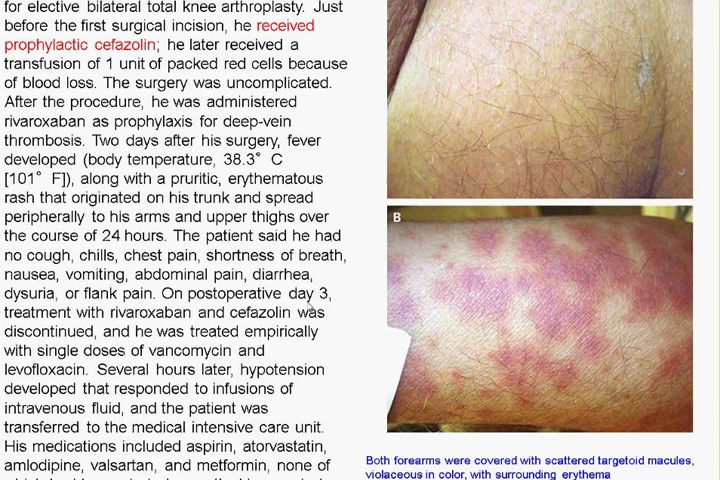 for elective bilateral total knee arthroplasty. Just
before the first surgical incision, he received
prophylactic cefazolin; he later received a
transfusion of 1 unit of packed red cells because
of blood loss. The surgery was uncomplicated.
After the procedure, he was administered
rivaroxaban as prophylaxis for deep-vein
thrombosis. Two days after his surgery, fever
developed (body temperature, 38.3° C
[101° F]), along with a pruritic, erythematous
rash that originated on his trunk and spread
peripherally to his arms and upper thighs over
the course of 24 hours. The patient said he had
no cough, chills, chest pain, shortness of breath,
nausea, vomiting, abdominal pain, diarrhea,
dysuria, or flank pain. On postoperative day 3,
treatment with rivaroxaban and cefazolin was
discontinued, and he was treated empirically
with single doses of vancomycin and
levofloxacin. Several hours later, hypotension
developed that responded to infusions of
intravenous fluid, and the patient was
transferred to the medical intensive care unit.
His medications included aspirin, atorvastatin,
amlodipine, valsartan, and metformin, none of
B
Both forearms were covered with scattered targetoid macules,
violaceous in color, with surrounding erythema